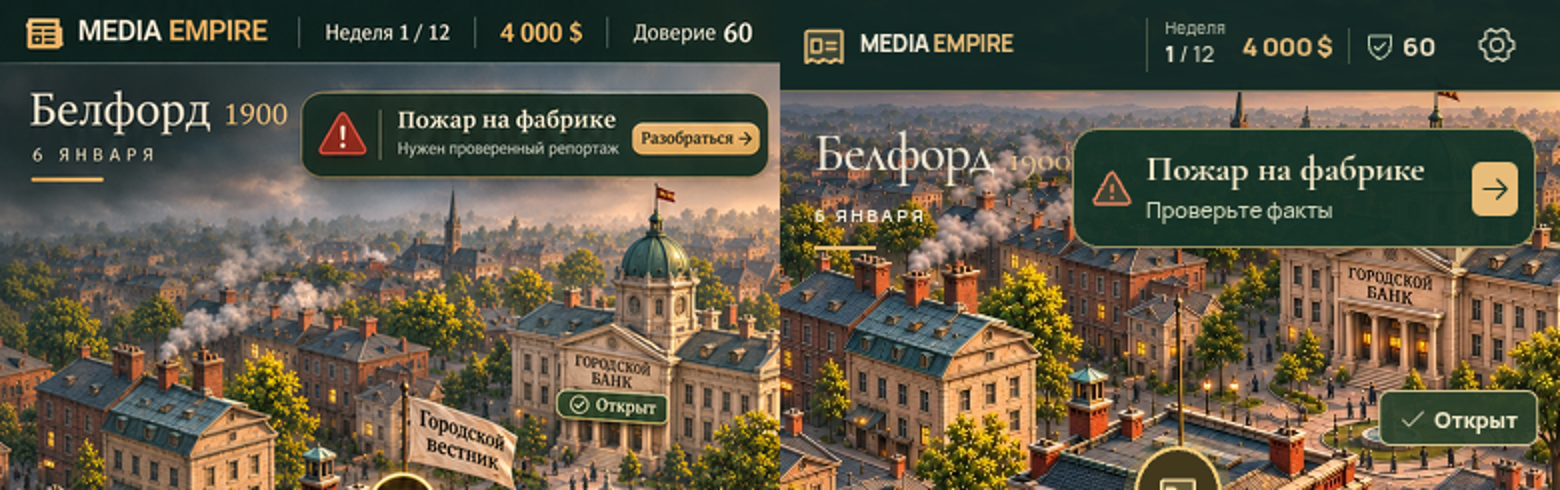 MEDIA EMPIRE
Неделя 1 / 12
4 000 $
Доверие 60
Белфорд 1900
6 ЯНВАРЯ
Пожар на фабрике
Нужен проверенный репортаж
Разобраться →
ГОРОДСКОЙ
БАНК
Открыт
Городской
вестник
MEDIA EMPIRE
Неделя
1 / 12
4 000 $
60
Белфорд 1900
6 ЯНВАРЯ
Пожар на фабрике
Проверьте факты
ГОРОДСКОЙ
БАНК
Открыт